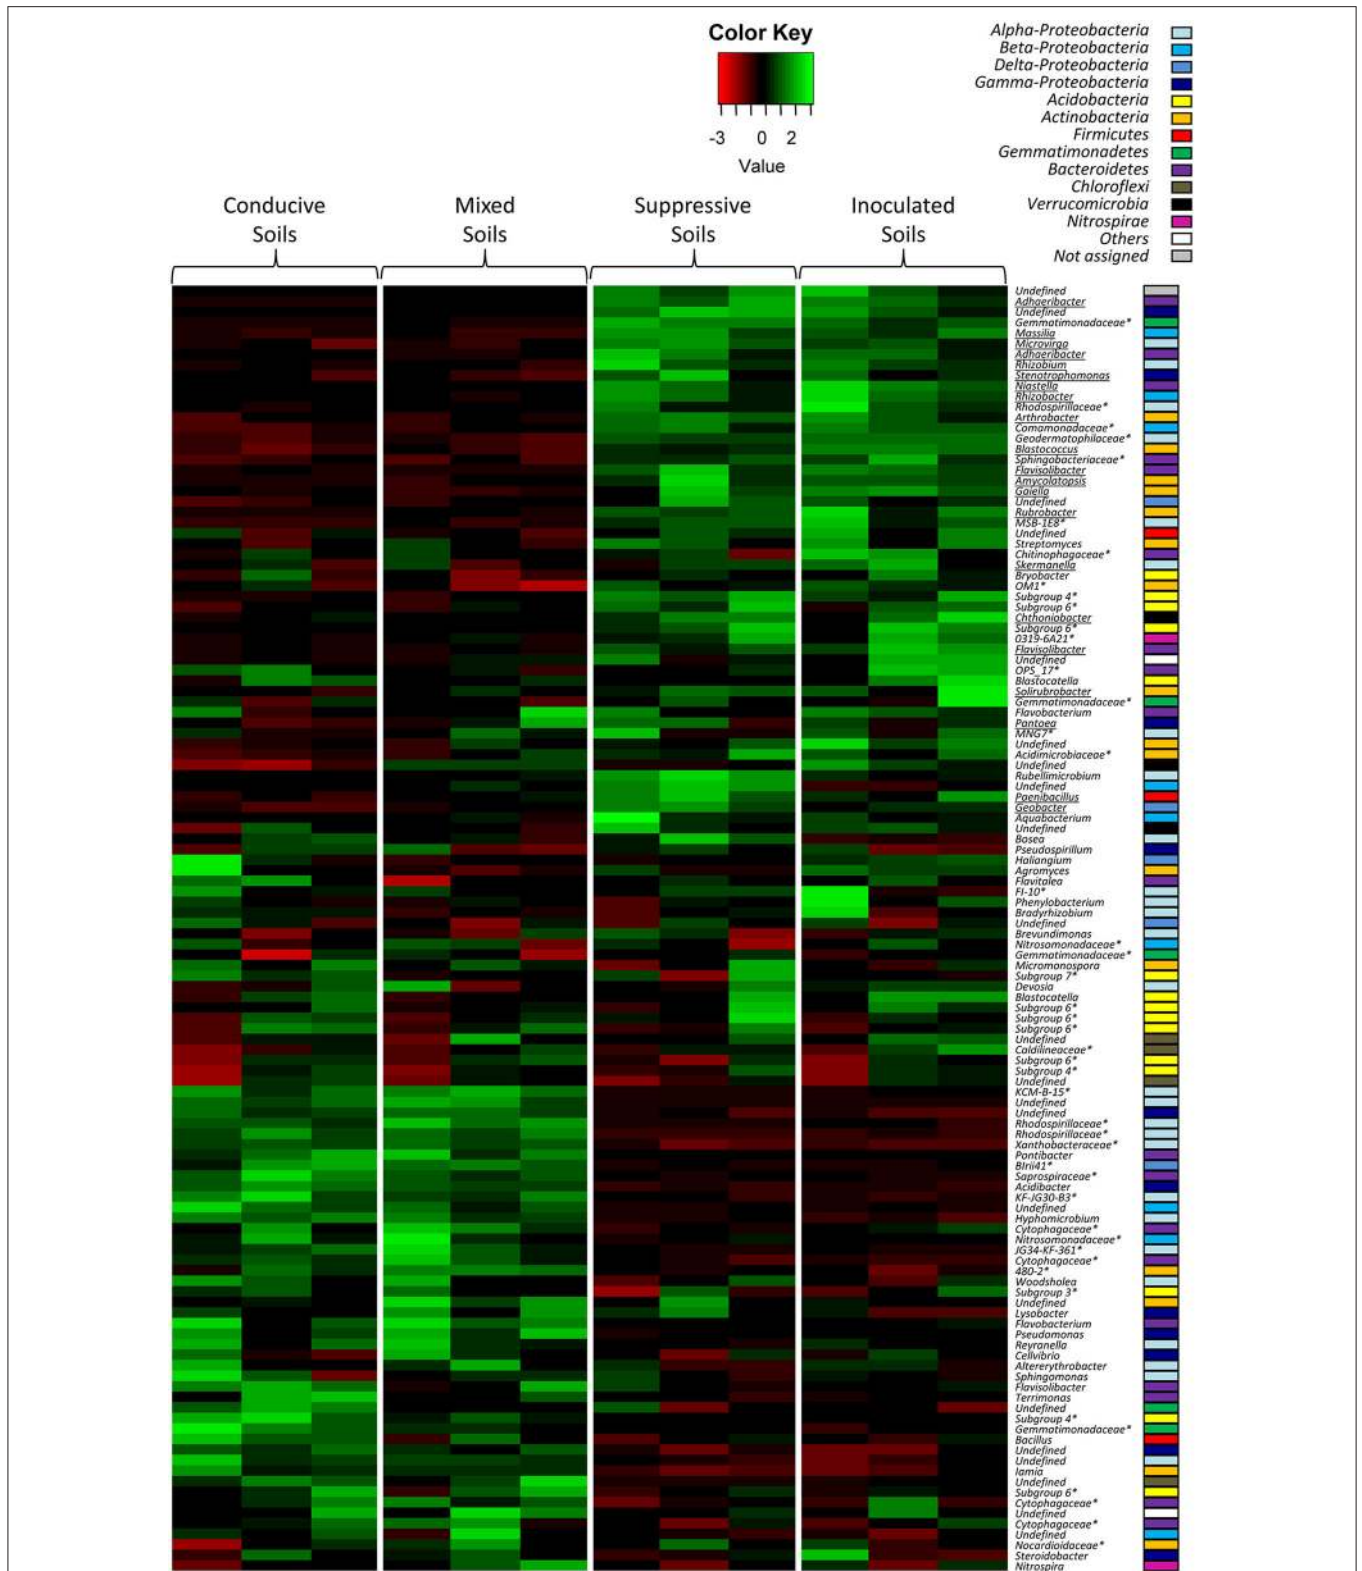 Color Key
-3 0 2
Value
Alpha-Proteobacteria
Beta-Proteobacteria
Delta-Proteobacteria
Gamma-Proteobacteria
Acidobacteria
Actinobacteria
Firmicutes
Gemmatimonadetes
Bacteroidetes
Chloroflexi
Verrucomicrobia
Nitrospirae
Others
Not assigned
Conducive
Soils
Mixed
Soils
Suppressive
Soils
Inoculated
Soils
Undefined
Adhaeribacter
Undefined
Gemmatimonadaceae*
Massilia
Microvirga
Adhaeribacter
Rhizobium
Stenotrophomonas
Niastella
Rhizobacter
Rhodospirillaceae*
Arthrobacter
Comamonadaceae*
Geodermatophilaceae*
Blastococcus
Sphingobacteriaceae*
Flavisolibacter
Amycolatopsis
Gaiella
Undefined
Rubrobacter
MSB-1E8*
Undefined
Streptomyces
Chitinophagaceae*
Skermanella
Bryobacter
OM1*
Subgroup 4*
Subgroup 6*
Chthoniobacter
Subgroup 6*
0319-6A21*
Flavisolibacter
Undefined
OPS_17*
Blastocatella
Solirubrobacter
Gemmatimonadaceae*
Flavobacterium
Pantoea
MNG7*
Undefined
Acidimicrobiaceae*
Undefined
Rubellimicrobium
Undefined
Paenibacillus
Geobacter
Aquabacterium
Undefined
Bosea
Pseudospirillum
Haliangium
Agromyces
Flavitalea
FI-10*
Phenylobacterium
Bradyrhizobium
Undefined
Brevundimonas
Nitrosomonadaceae*
Gemmatimonadaceae*
Micromonospora
Subgroup 7*
Devosia
Blastocatella
Subgroup 6*
Subgroup 6*
Subgroup 6*
Undefined
Caldilineaceae*
Subgroup 6*
Subgroup 4*
Undefined
KCM-B-15*
Undefined
Undefined
Rhodospirillaceae*
Rhodospirillaceae*
Xanthobacteraceae*
Pontibacter
BIrii41*
Saprospiraceae*
Acidibacter
KF-JG30-B3*
Undefined
Hyphomicrobium
Cytophagaceae*
Nitrosomonadaceae*
JG34-KF-361*
Cytophagaceae*
480-2*
Woodsholea
Subgroup 3*
Undefined
Lysobacter
Flavobacterium
Pseudomonas
Reyranella
Cellvibrio
Altererythrobacter
Sphingomonas
Flavisolibacter
Terrimonas
Undefined
Subgroup 4*
Gemmatimonadaceae*
Bacillus
Undefined
Undefined
Iamia
Undefined
Subgroup 6*
Cytophagaceae*
Undefined
Cytophagaceae*
Undefined
Nocardioidaceae*
Steroidobacter
Nitrospira